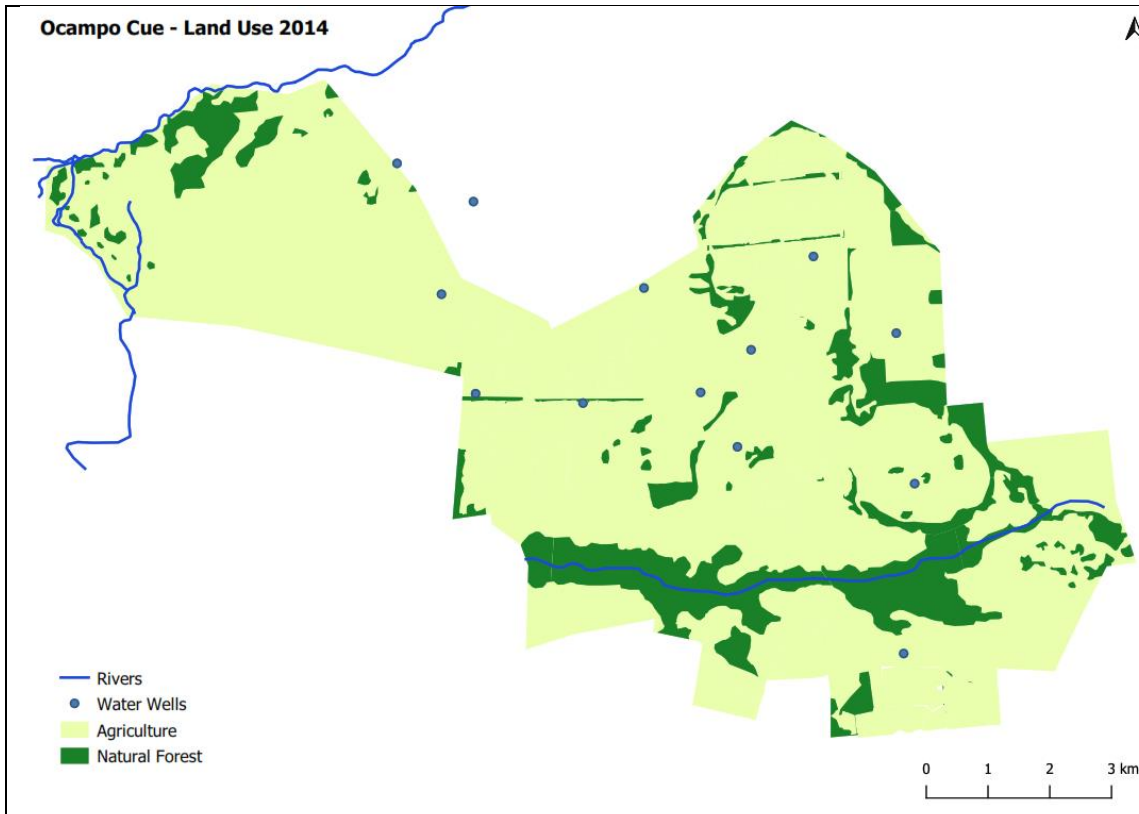 Ocampo Cue - Land Use 2014
Rivers
Water Wells
Agriculture
Natural Forest
0 1 2 3 km